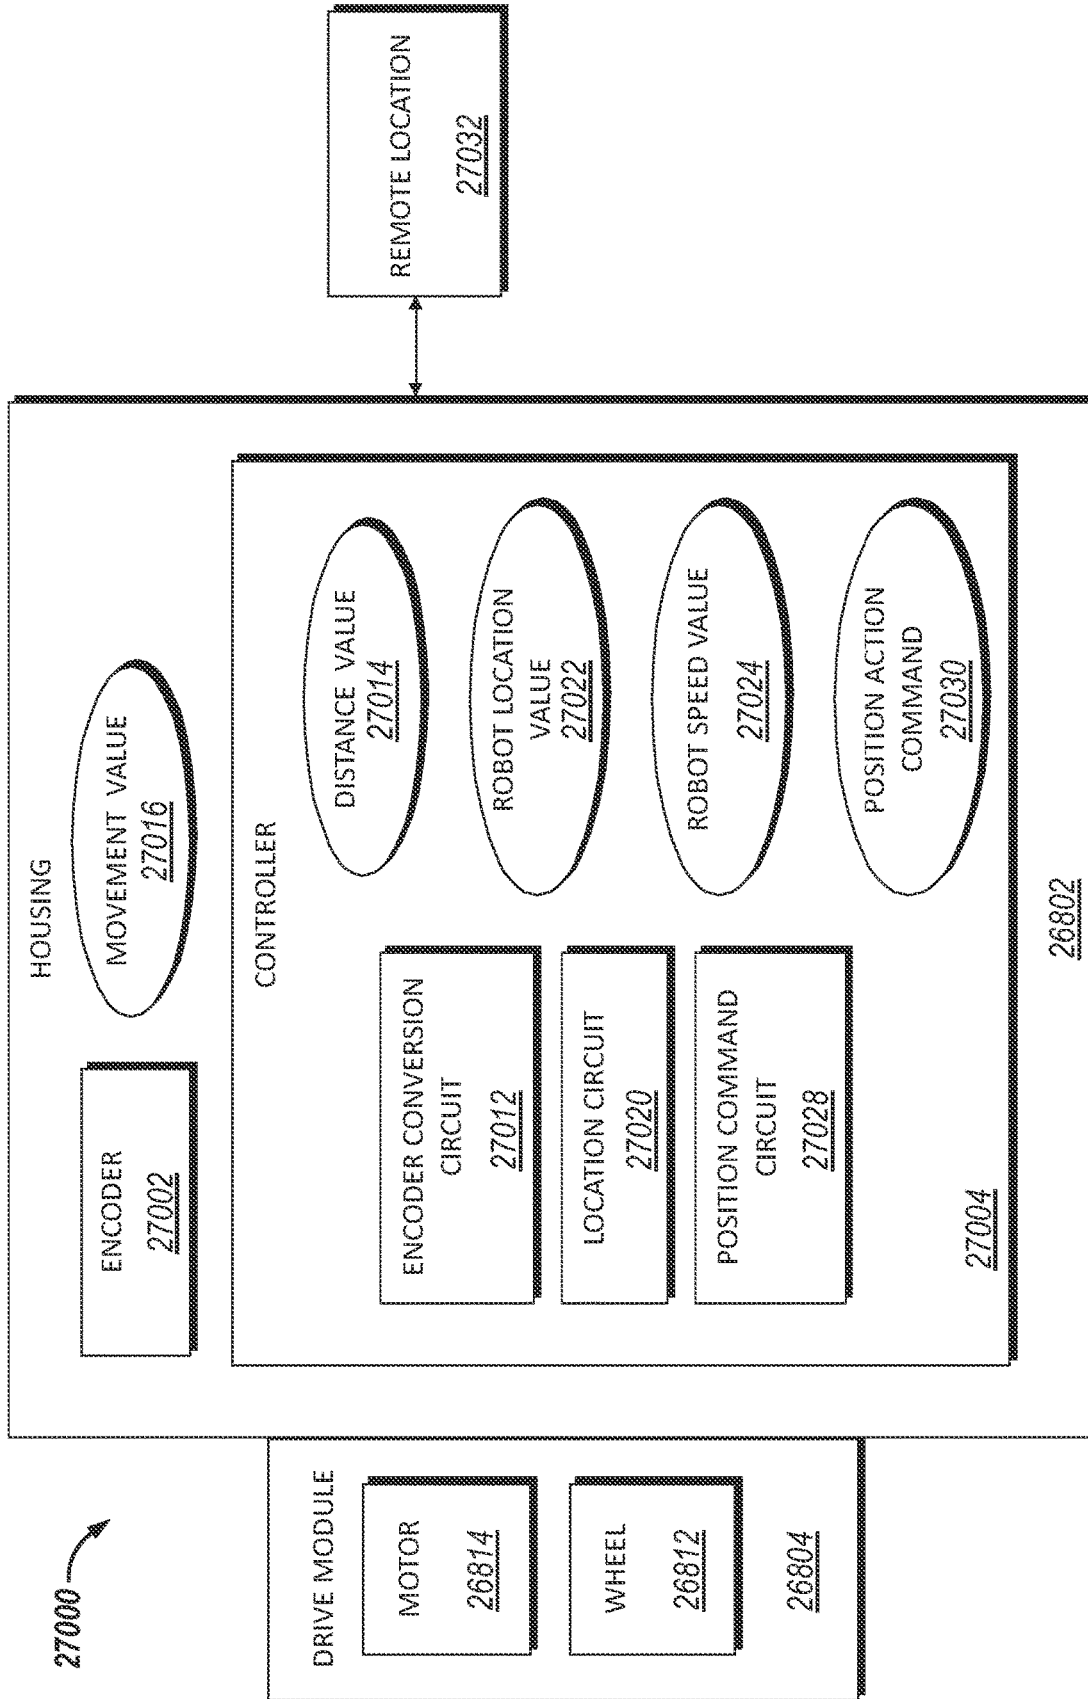 27000
HOUSING
ENCODER
27002
MOVEMENT VALUE
27016
CONTROLLER
ENCODER CONVERSION
CIRCUIT
27012
LOCATION CIRCUIT
27020
POSITION COMMAND
CIRCUIT
27028
27004
DISTANCE VALUE
27014
ROBOT LOCATION
VALUE
27022
ROBOT SPEED VALUE
27024
POSITION ACTION
COMMAND
27030
26802
DRIVE MODULE
MOTOR
26814
WHEEL
26812
26804
REMOTE LOCATION
27032